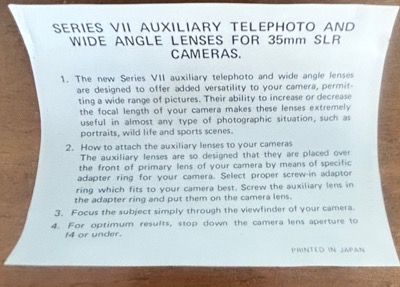 SERIES VII AUXILIARY TELEPHOTO AND
WIDE ANGLE LENSES FOR 35mm SLR
CAMERAS.
1. The new Series VII auxiliary telephoto and wide angle lenses
are designed to offer added versatility to your camera, permit-
ting a wide range of pictures. Their ability to increase or decrease
the focal length of your camera makes these lenses extremely
useful in almost any type of photographic situation, such as
portraits, wild life and sports scenes.
2. How to attach the auxiliary lenses to your cameras
The auxiliary lenses are so designed that they are placed over
the front of primary lens of your camera by means of specific
adapter ring for your camera. Select proper screw-in adaptor
ring which fits to your camera best. Screw the auxiliary lens in
the adapter ring and put them on the camera lens.
3. Focus the subject simply through the viewfinder of your camera.
4. For optimum results, stop down the camera lens aperture to
f4 or under.
PRINTED IN JAPAN